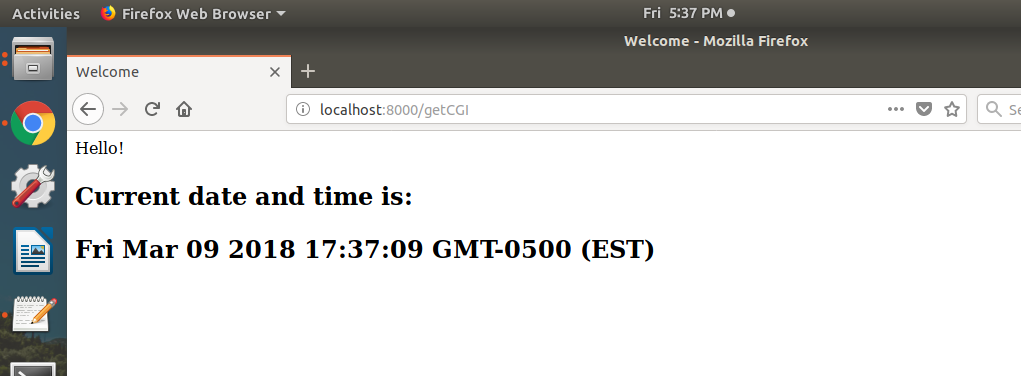 Activities Firefox Web Browser Fri 5:37 PM
Welcome - Mozilla Firefox
Welcome
localhost:8000/getCGI
Hello!
Current date and time is:
Fri Mar 09 2018 17:37:09 GMT-0500 (EST)